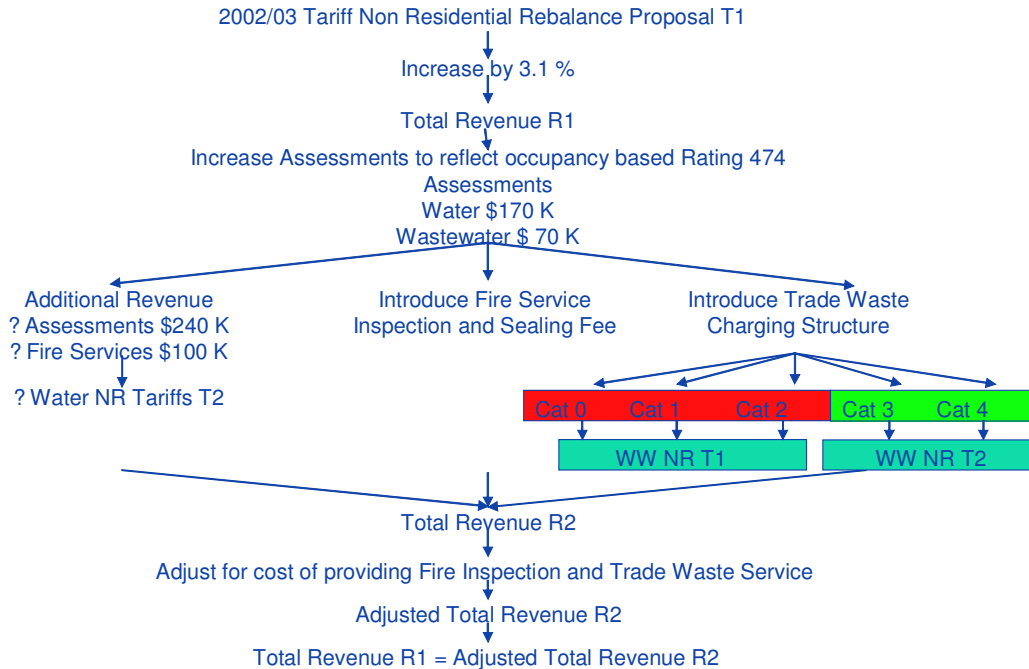 2002/03 Tariff Non Residential Rebalance Proposal T1
Increase by 3.1 %
Total Revenue R1
Increase Assessments to reflect occupancy based Rating 474
Assessments
Water $170 K
Wastewater $ 70 K
Additional Revenue
? Assessments $240 K
? Fire Services $100 K
? Water NR Tariffs T2
Introduce Fire Service
Inspection and Sealing Fee
Introduce Trade Waste
Charging Structure
Cat 0 Cat 1 Cat 2 Cat 3 Cat 4
WW NR T1 WW NR T2
Total Revenue R2
Adjust for cost of providing Fire Inspection and Trade Waste Service
Adjusted Total Revenue R2
Total Revenue R1 = Adjusted Total Revenue R2